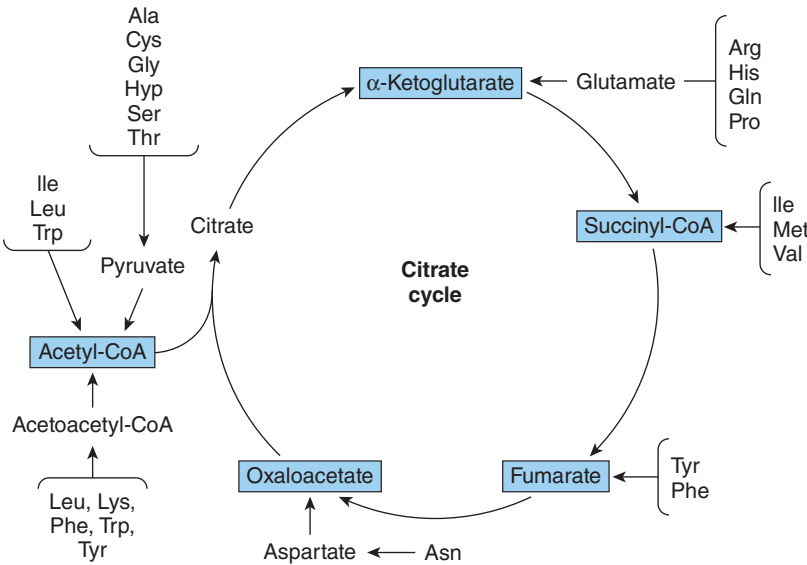 Ala
Cys
Gly
Hyp
Ser
Thr
Ile
Leu
Trp
Pyruvate
Citrate
α-Ketoglutarate
Glutamate
Arg
His
Gln
Pro
Succinyl-CoA
Ile
Met
Val
Citrate
cycle
Acetyl-CoA
Acetoacetyl-CoA
Leu, Lys,
Phe, Trp,
Tyr
Oxaloacetate
Fumarate
Tyr
Phe
Aspartate
Asn